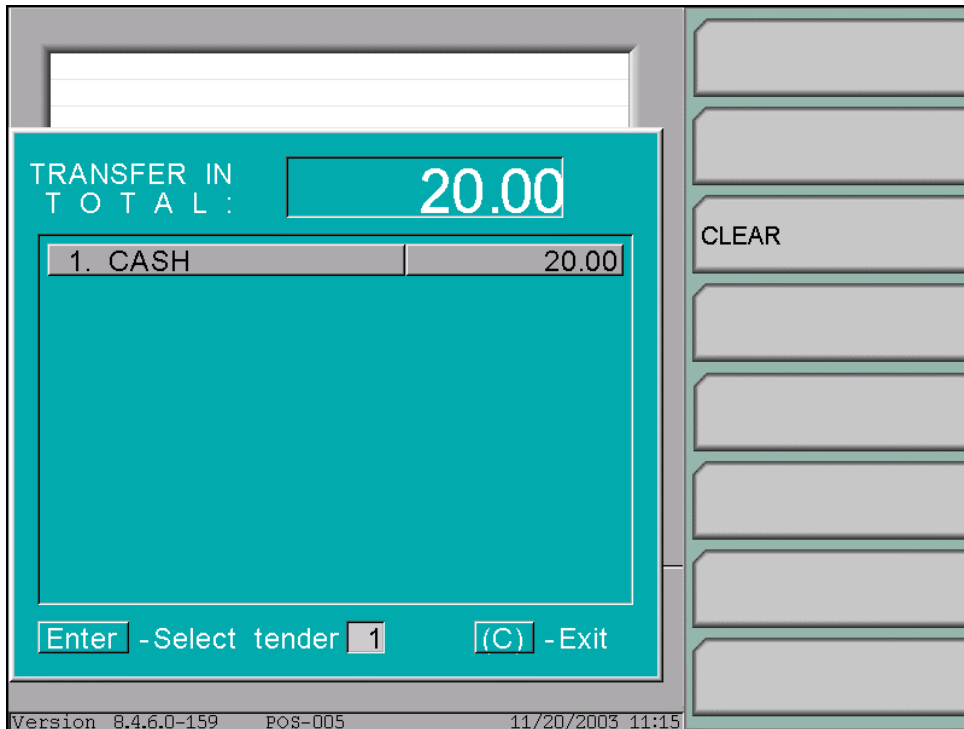 TRANSFER IN
T O T A L :
20.00
1. CASH 20.00
CLEAR
Enter -Select tender 1 (C) -Exit
Version 8.4.6.0-159 POS-005 11/20/2003 11:15